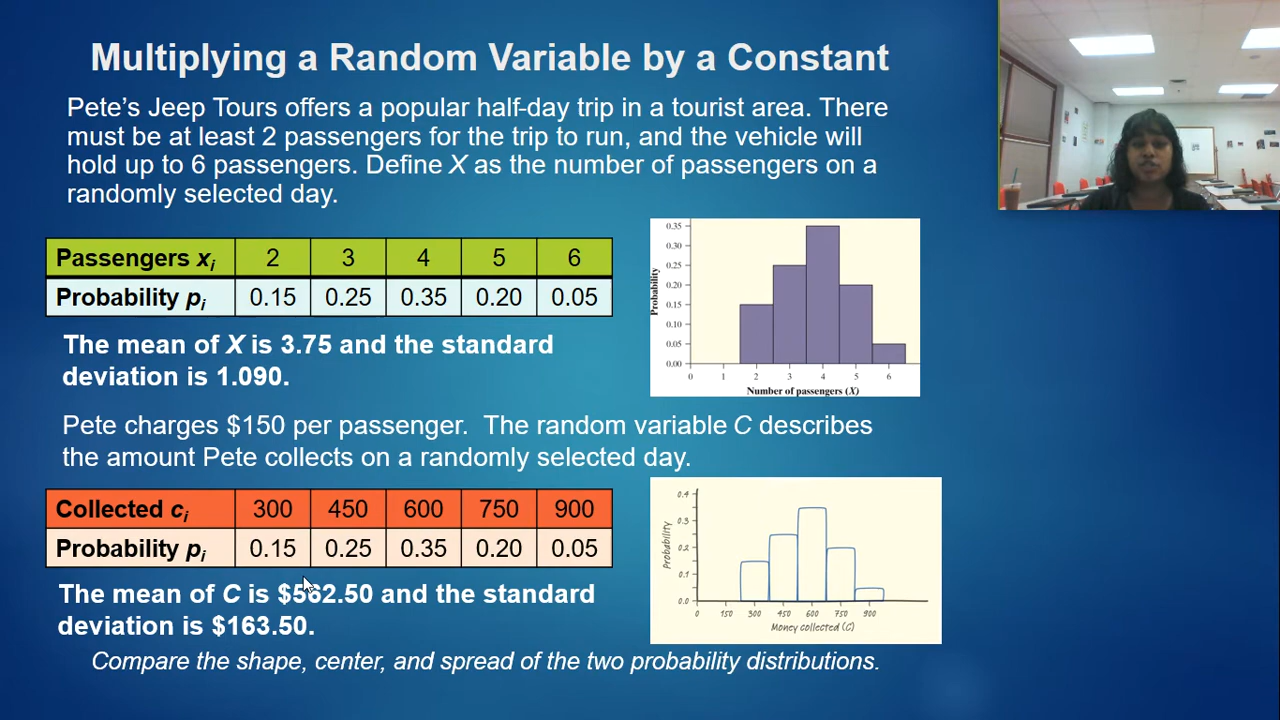 Multiplying a Random Variable by a Constant
Pete's Jeep Tours offers a popular half-day trip in a tourist area. There
must be at least 2 passengers for the trip to run, and the vehicle will
hold up to 6 passengers. Define X as the number of passengers on a
randomly selected day.
Passengers xi 2 3 4 5 6
Probability pi 0.15 0.25 0.35 0.20 0.05
0.35
0.30
0.25
0.20
0.15
0.10
0.05
0.00
Probability
0 1 2 3 4 5 6
Number of passengers (X)
The mean of X is 3.75 and the standard
deviation is 1.090.
Pete charges $150 per passenger. The random variable C describes
the amount Pete collects on a randomly selected day.
Collected ci 300 450 600 750 900
Probability pi 0.15 0.25 0.35 0.20 0.05
0.4
0.3
0.2
0.1
0.0
Probability
0 150 300 450 600 750 900
Money collected (C)
The mean of C is $562.50 and the standard
deviation is $163.50.
Compare the shape, center, and spread of the two probability distributions.